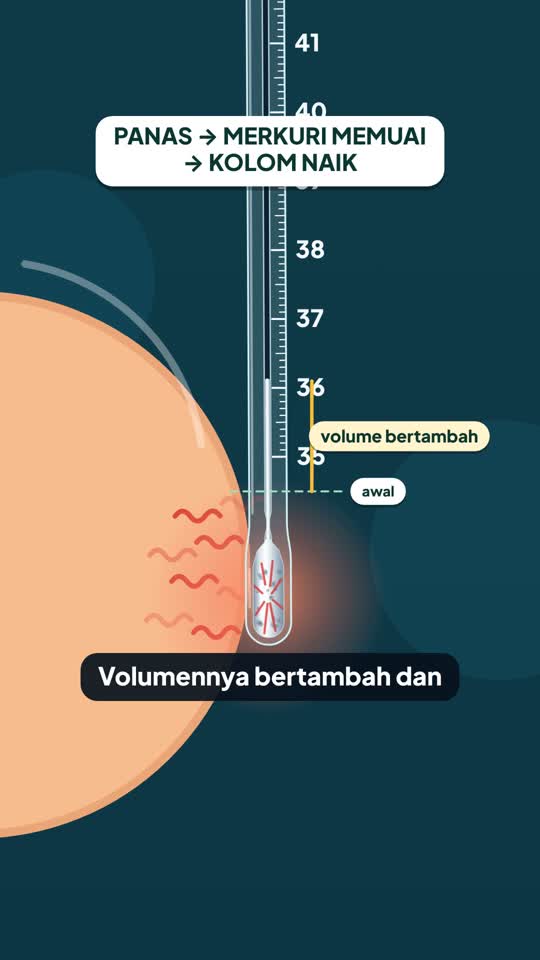 41
40
PANAS → MERKURI MEMUAI
→ KOLOM NAIK
38
37
36
volume bertambah
35
awal
Volumennya bertambah dan